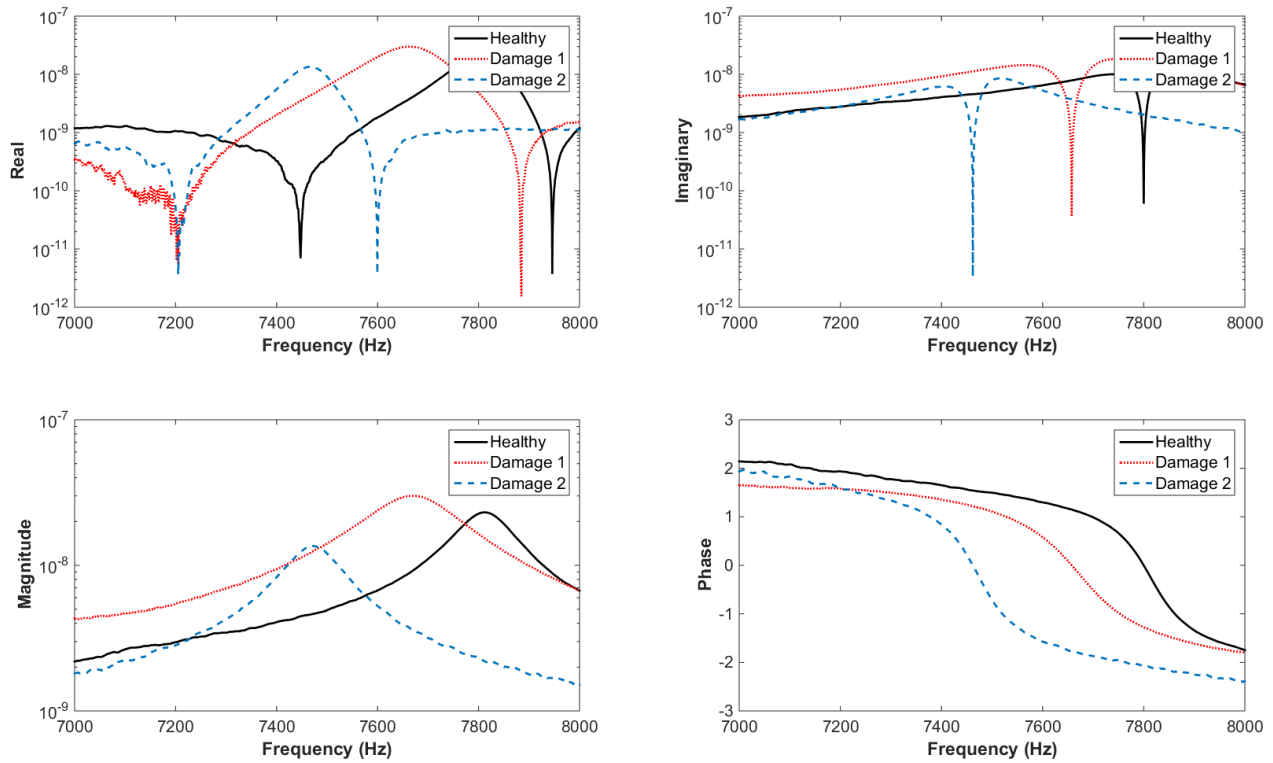 10^-7
10^-8
10^-9
10^-10
10^-11
10^-12
Real
7000 7200 7400 7600 7800 8000
Frequency (Hz)
Healthy
Damage 1
Damage 2
10^-7
10^-8
10^-9
10^-10
10^-11
10^-12
Imaginary
7000 7200 7400 7600 7800 8000
Frequency (Hz)
Healthy
Damage 1
Damage 2
10^-7
10^-8
10^-9
Magnitude
7000 7200 7400 7600 7800 8000
Frequency (Hz)
Healthy
Damage 1
Damage 2
3
2
1
0
-1
-2
-3
Phase
7000 7200 7400 7600 7800 8000
Frequency (Hz)
Healthy
Damage 1
Damage 2